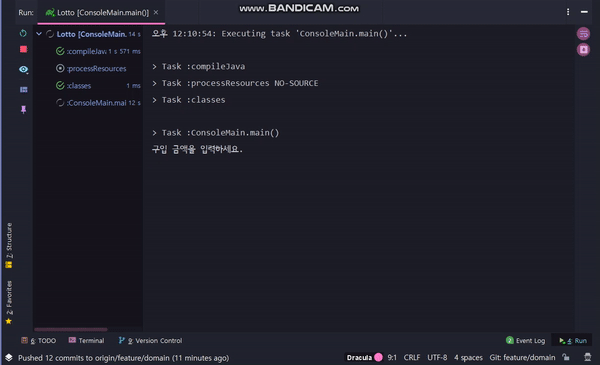 www.BANDICAM.com
Run:
Lotto [ConsoleMain.main()] ×
Lotto [ConsoleMain. 14 s
:compileJava 1 s 571 ms
:processResources
:classes 1 ms
:ConsoleMain.mai 12 s
오후 12:10:54: Executing task 'ConsoleMain.main()'...
> Task :compileJava
> Task :processResources NO-SOURCE
> Task :classes
> Task :ConsoleMain.main()
구입 금액을 입력하세요.
7: Structure
2: Favorites
6: TODO
Terminal
9: Version Control
Event Log
4: Run
Pushed 12 commits to origin/feature/domain (11 minutes ago)
Dracula
9:1
CRLF
UTF-8
4 spaces
Git: feature/domain